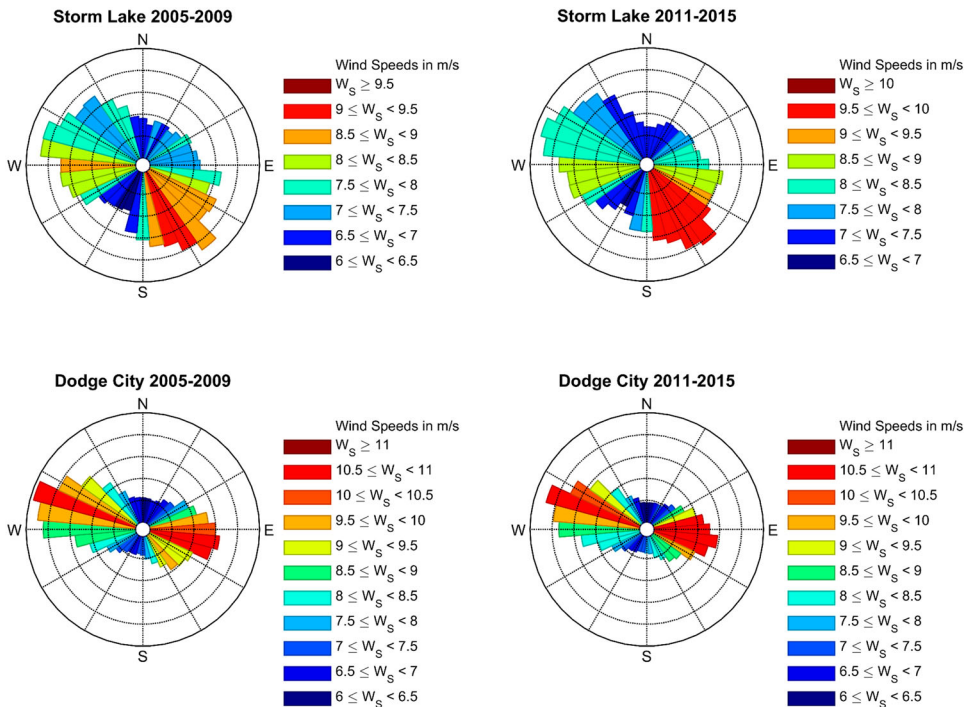 Storm Lake 2005-2009
N
W
E
S
Wind Speeds in m/s
W_S ≥ 9.5
9 ≤ W_S < 9.5
8.5 ≤ W_S < 9
8 ≤ W_S < 8.5
7.5 ≤ W_S < 8
7 ≤ W_S < 7.5
6.5 ≤ W_S < 7
6 ≤ W_S < 6.5
Storm Lake 2011-2015
N
W
E
S
Wind Speeds in m/s
W_S ≥ 10
9.5 ≤ W_S < 10
9 ≤ W_S < 9.5
8.5 ≤ W_S < 9
8 ≤ W_S < 8.5
7.5 ≤ W_S < 8
7 ≤ W_S < 7.5
6.5 ≤ W_S < 7
Dodge City 2005-2009
N
W
E
S
Wind Speeds in m/s
W_S ≥ 11
10.5 ≤ W_S < 11
10 ≤ W_S < 10.5
9.5 ≤ W_S < 10
9 ≤ W_S < 9.5
8.5 ≤ W_S < 9
8 ≤ W_S < 8.5
7.5 ≤ W_S < 8
7 ≤ W_S < 7.5
6.5 ≤ W_S < 7
6 ≤ W_S < 6.5
Dodge City 2011-2015
N
W
E
S
Wind Speeds in m/s
W_S ≥ 11
10.5 ≤ W_S < 11
10 ≤ W_S < 10.5
9.5 ≤ W_S < 10
9 ≤ W_S < 9.5
8.5 ≤ W_S < 9
8 ≤ W_S < 8.5
7.5 ≤ W_S < 8
7 ≤ W_S < 7.5
6.5 ≤ W_S < 7
6 ≤ W_S < 6.5